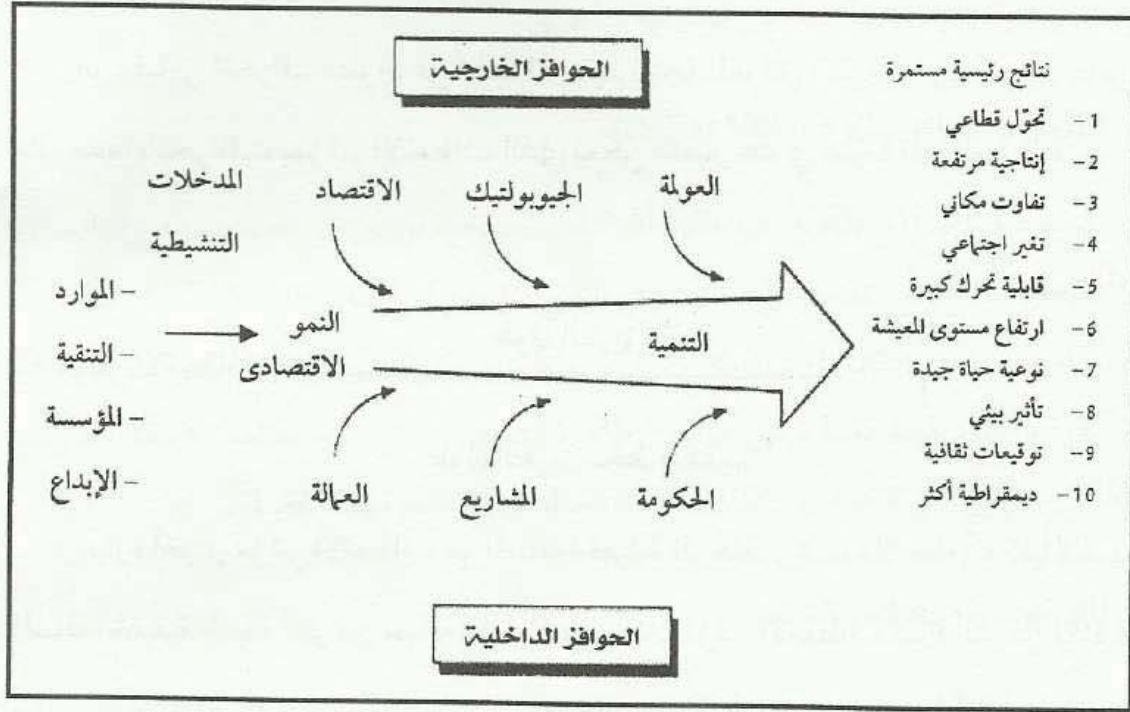 الحوافز الخارجية
نتائج رئيسية مستمرة
1- تحوّل قطاعي
2- إنتاجية مرتفعة
3- تفاوت مكاني
4- تغير اجتماعي
5- قابلية تحرك كبيرة
6- ارتفاع مستوى المعيشة
7- نوعية حياة جيدة
8- تأثير بيئي
9- توقيعات ثقافية
10- ديمقراطية أكثر
العولمة
الجيوبولتيك
الاقتصاد
المدخلات
التنشيطية
الموارد -
التنقية -
المؤسسة -
الإبداع -
النمو
الاقتصادى
التنمية
الحكومة
المشاريع
العمالة
الحوافز الداخلية